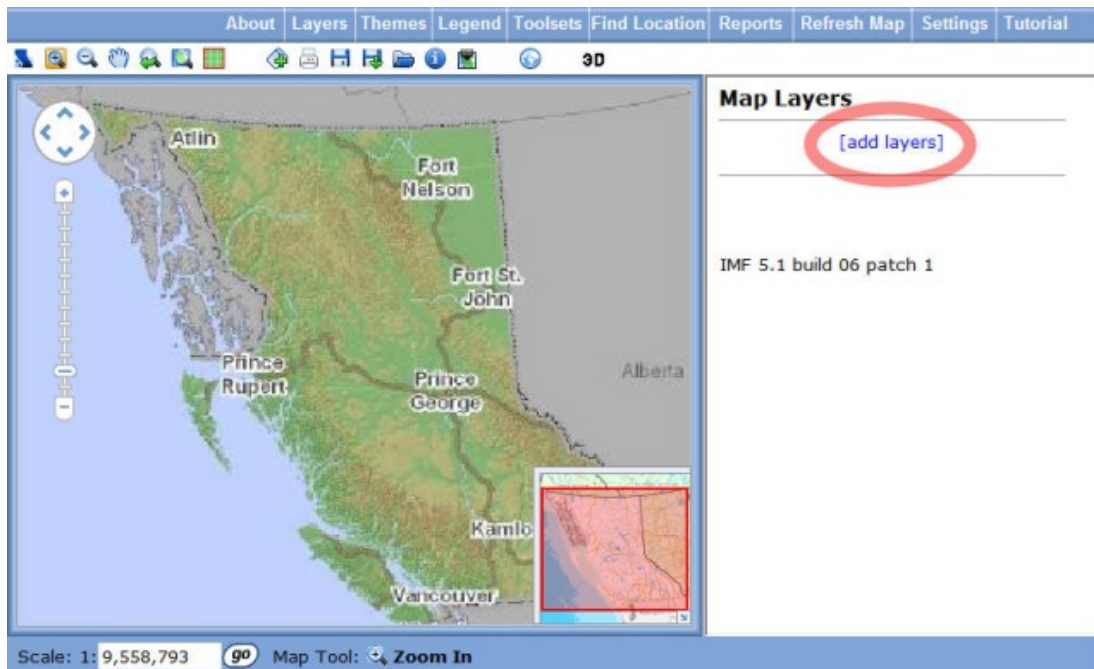 About Layers Themes Legend Toolsets Find Location Reports Refresh Map Settings Tutorial
3D
Map Layers
[add layers]
IMF 5.1 build 06 patch 1
Atlin
Fort
Nelson
Fort St.
John
Prince
Rupert
Prince
George
Alberta
Kamlo
Vancouver
Scale: 1: 9,558,793 go Map Tool: Zoom In